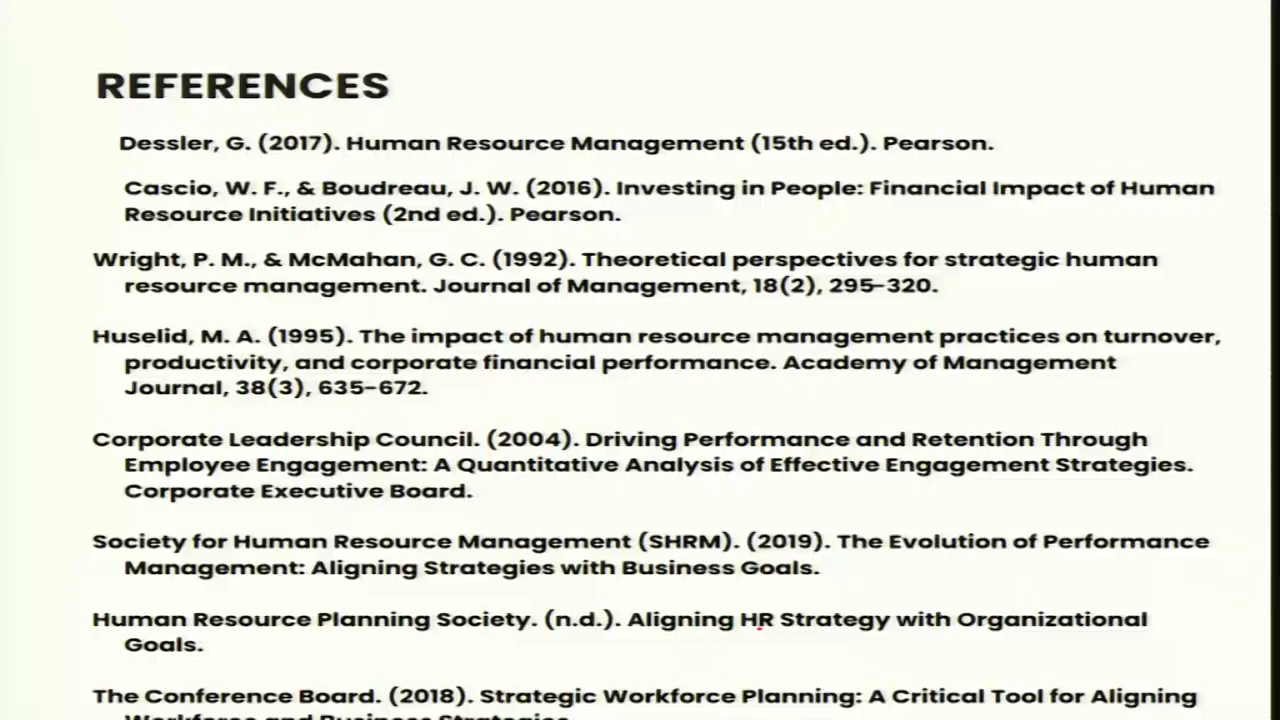 REFERENCES
Dessler, G. (2017). Human Resource Management (15th ed.). Pearson.
Cascio, W. F., & Boudreau, J. W. (2016). Investing in People: Financial Impact of Human
Resource Initiatives (2nd ed.). Pearson.
Wright, P. M., & McMahan, G. C. (1992). Theoretical perspectives for strategic human
resource management. Journal of Management, 18(2), 295–320.
Huselid, M. A. (1995). The impact of human resource management practices on turnover,
productivity, and corporate financial performance. Academy of Management
Journal, 38(3), 635–672.
Corporate Leadership Council. (2004). Driving Performance and Retention Through
Employee Engagement: A Quantitative Analysis of Effective Engagement Strategies.
Corporate Executive Board.
Society for Human Resource Management (SHRM). (2019). The Evolution of Performance
Management: Aligning Strategies with Business Goals.
Human Resource Planning Society. (n.d.). Aligning HR Strategy with Organizational
Goals.
The Conference Board. (2018). Strategic Workforce Planning: A Critical Tool for Aligning
Workforce and Business Strategies.